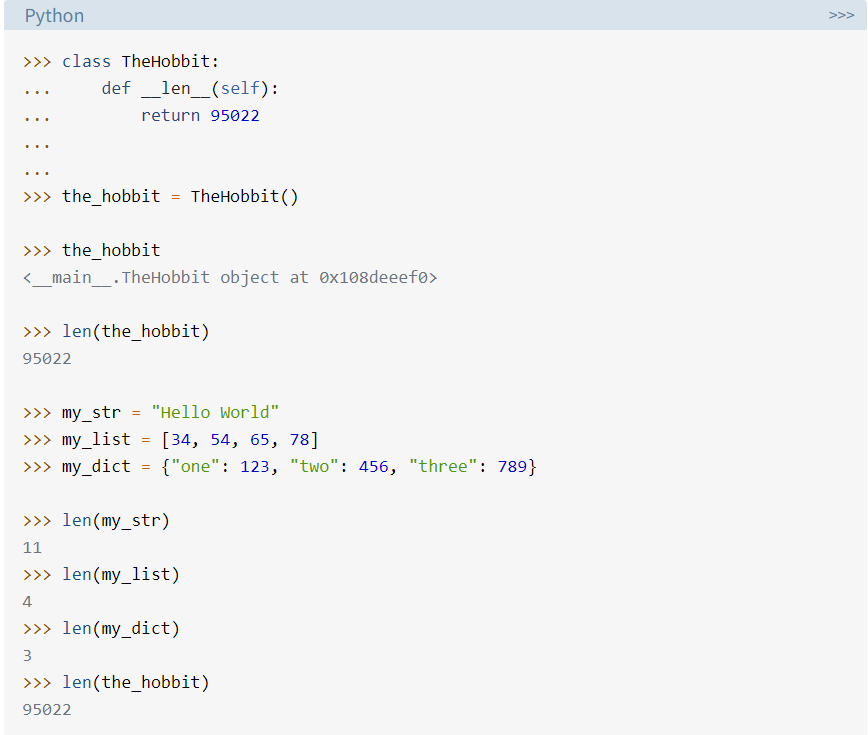 Python >>>
>>> class TheHobbit:
...     def __len__(self):
...         return 95022
...
...
>>> the_hobbit = TheHobbit()
>>> the_hobbit
<__main__.TheHobbit object at 0x108deeef0>
>>> len(the_hobbit)
95022
>>> my_str = "Hello World"
>>> my_list = [34, 54, 65, 78]
>>> my_dict = {"one": 123, "two": 456, "three": 789}
>>> len(my_str)
11
>>> len(my_list)
4
>>> len(my_dict)
3
>>> len(the_hobbit)
95022